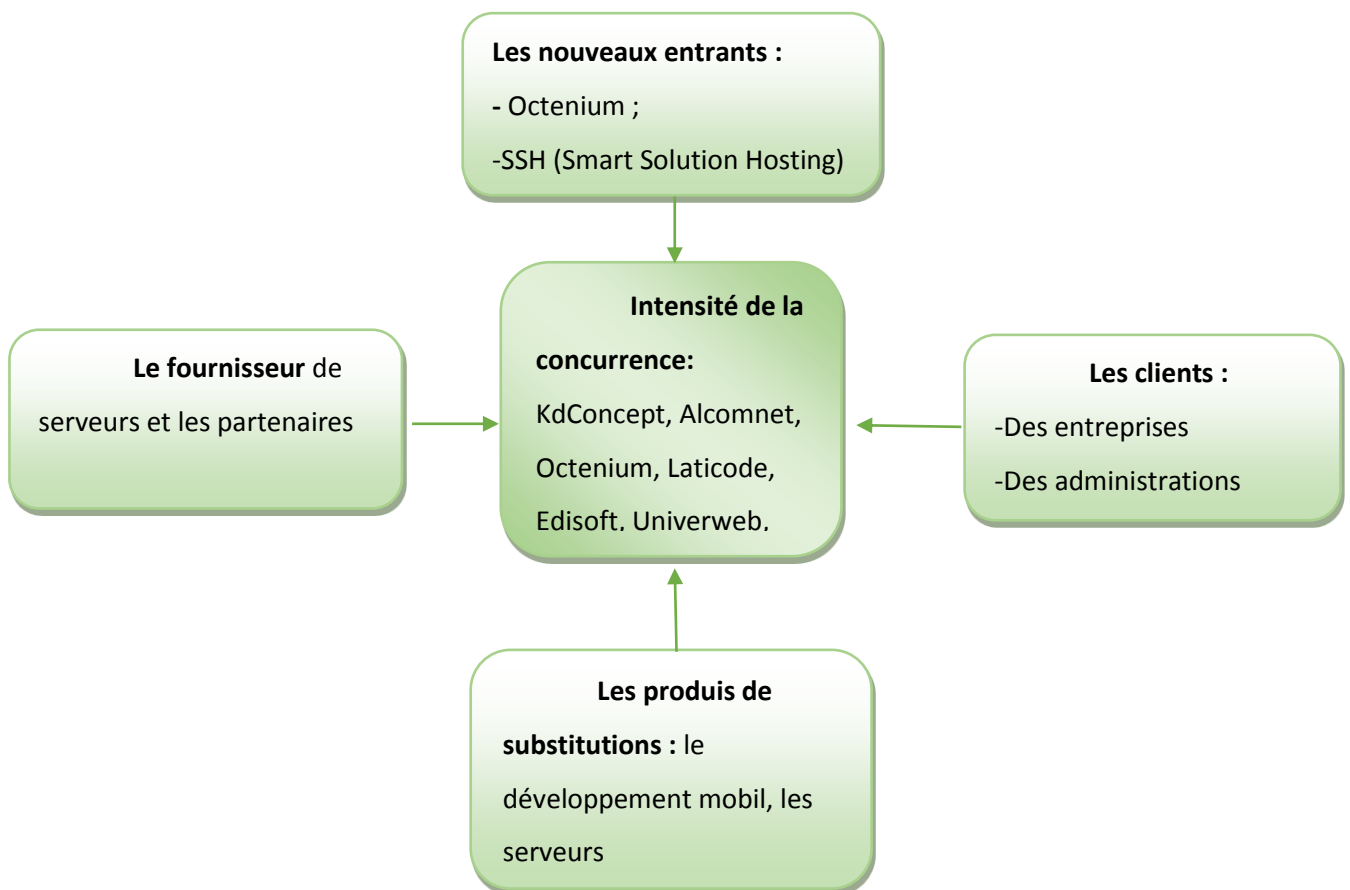 Les nouveaux entrants :
- Octenium ;
-SSH (Smart Solution Hosting)
Intensité de la
concurrence:
KdConcept, Alcomnet,
Octenium, Laticode,
Edisoft, Univerweb,
Le fournisseur de
serveurs et les partenaires
Les clients :
-Des entreprises
-Des administrations
Les produis de
substitutions : le
développement mobil, les
serveurs